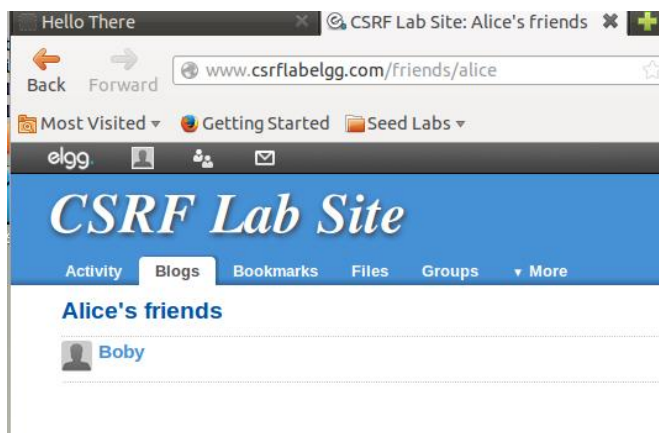 Hello There CSRF Lab Site: Alice's friends
Back Forward www.csrflabelgg.com/friends/alice
Most Visited Getting Started Seed Labs
elgg.
CSRF Lab Site
Activity Blogs Bookmarks Files Groups More
Alice's friends
Boby